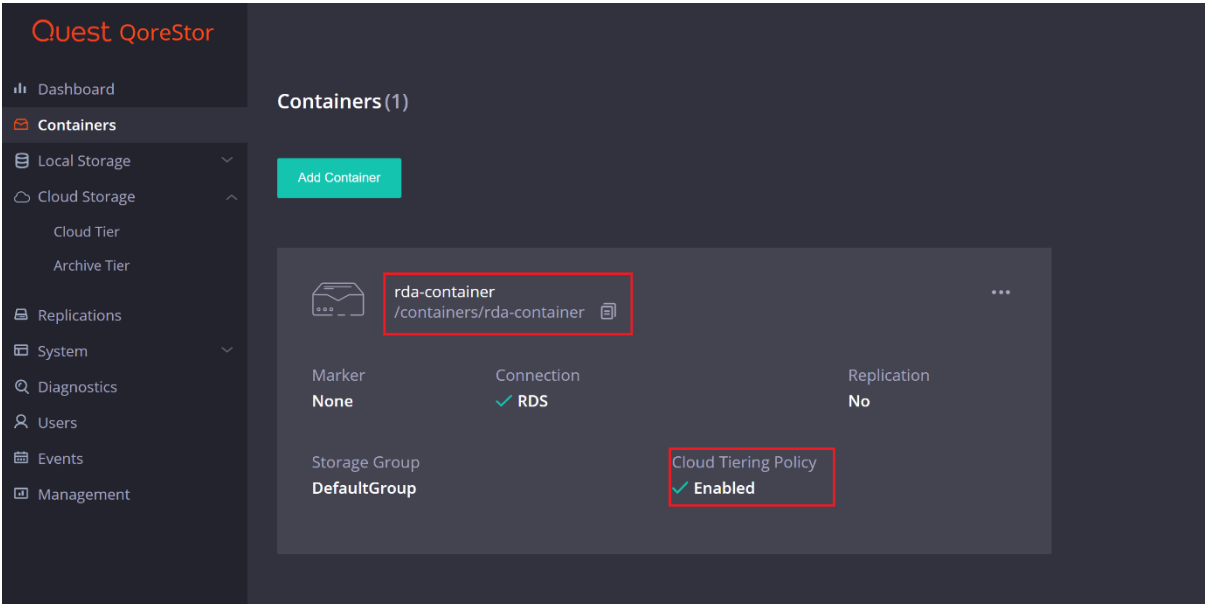 Quest QoreStor
Dashboard
Containers
Local Storage
Cloud Storage
Cloud Tier
Archive Tier
Replications
System
Diagnostics
Users
Events
Management
Containers (1)
Add Container
rda-container
/containers/rda-container
Marker Connection Replication
None RDS No
Storage Group Cloud Tiering Policy
DefaultGroup Enabled